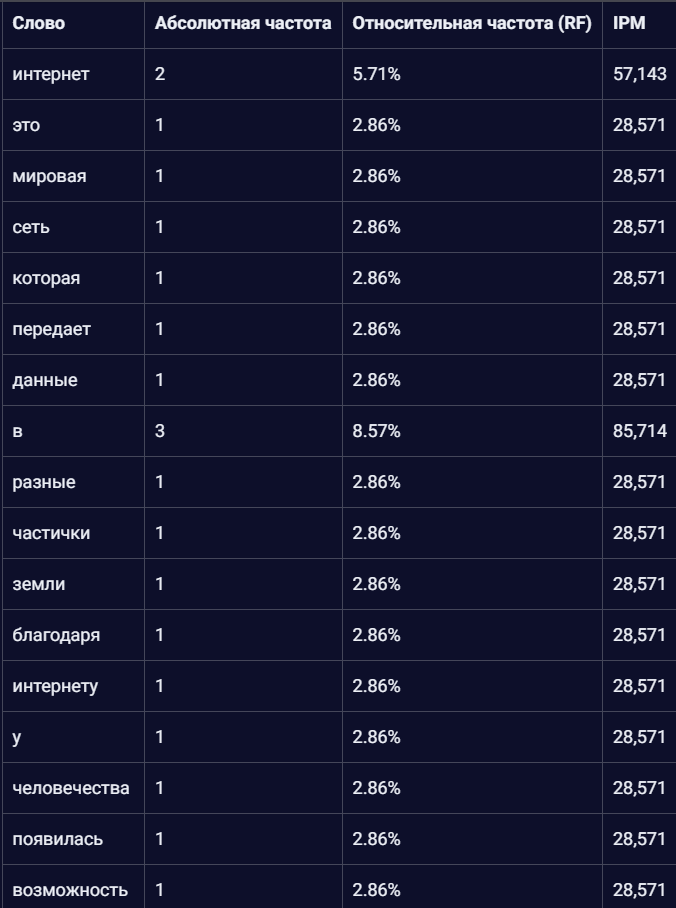 Слово Абсолютная частота Относительная частота (RF) IPM
интернет 2 5.71% 57,143
это 1 2.86% 28,571
мировая 1 2.86% 28,571
сеть 1 2.86% 28,571
которая 1 2.86% 28,571
передает 1 2.86% 28,571
данные 1 2.86% 28,571
в 3 8.57% 85,714
разные 1 2.86% 28,571
частички 1 2.86% 28,571
земли 1 2.86% 28,571
благодаря 1 2.86% 28,571
интернету 1 2.86% 28,571
у 1 2.86% 28,571
человечества 1 2.86% 28,571
появилась 1 2.86% 28,571
возможность 1 2.86% 28,571